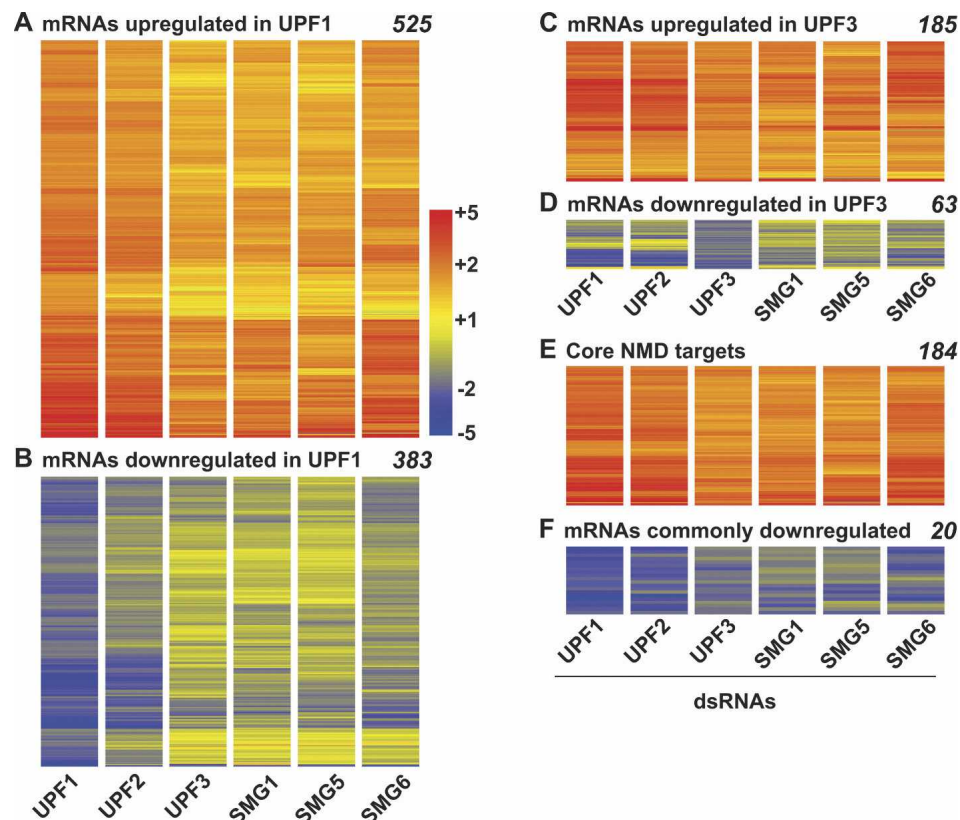 A mRNAs upregulated in UPF1 525
+5
+2
+1
-2
-5
B mRNAs downregulated in UPF1 383
UPF1 UPF2 UPF3 SMG1 SMG5 SMG6
C mRNAs upregulated in UPF3 185
D mRNAs downregulated in UPF3 63
UPF1 UPF2 UPF3 SMG1 SMG5 SMG6
E Core NMD targets 184
F mRNAs commonly downregulated 20
UPF1 UPF2 UPF3 SMG1 SMG5 SMG6
dsRNAs